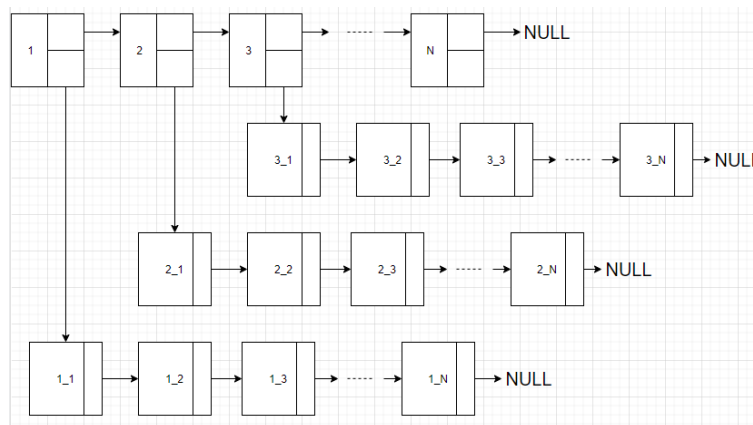 1 2 3 ----- N NULL
3_1 3_2 3_3 ----- 3_N NULL
2_1 2_2 2_3 ----- 2_N NULL
1_1 1_2 1_3 ----- 1_N NULL